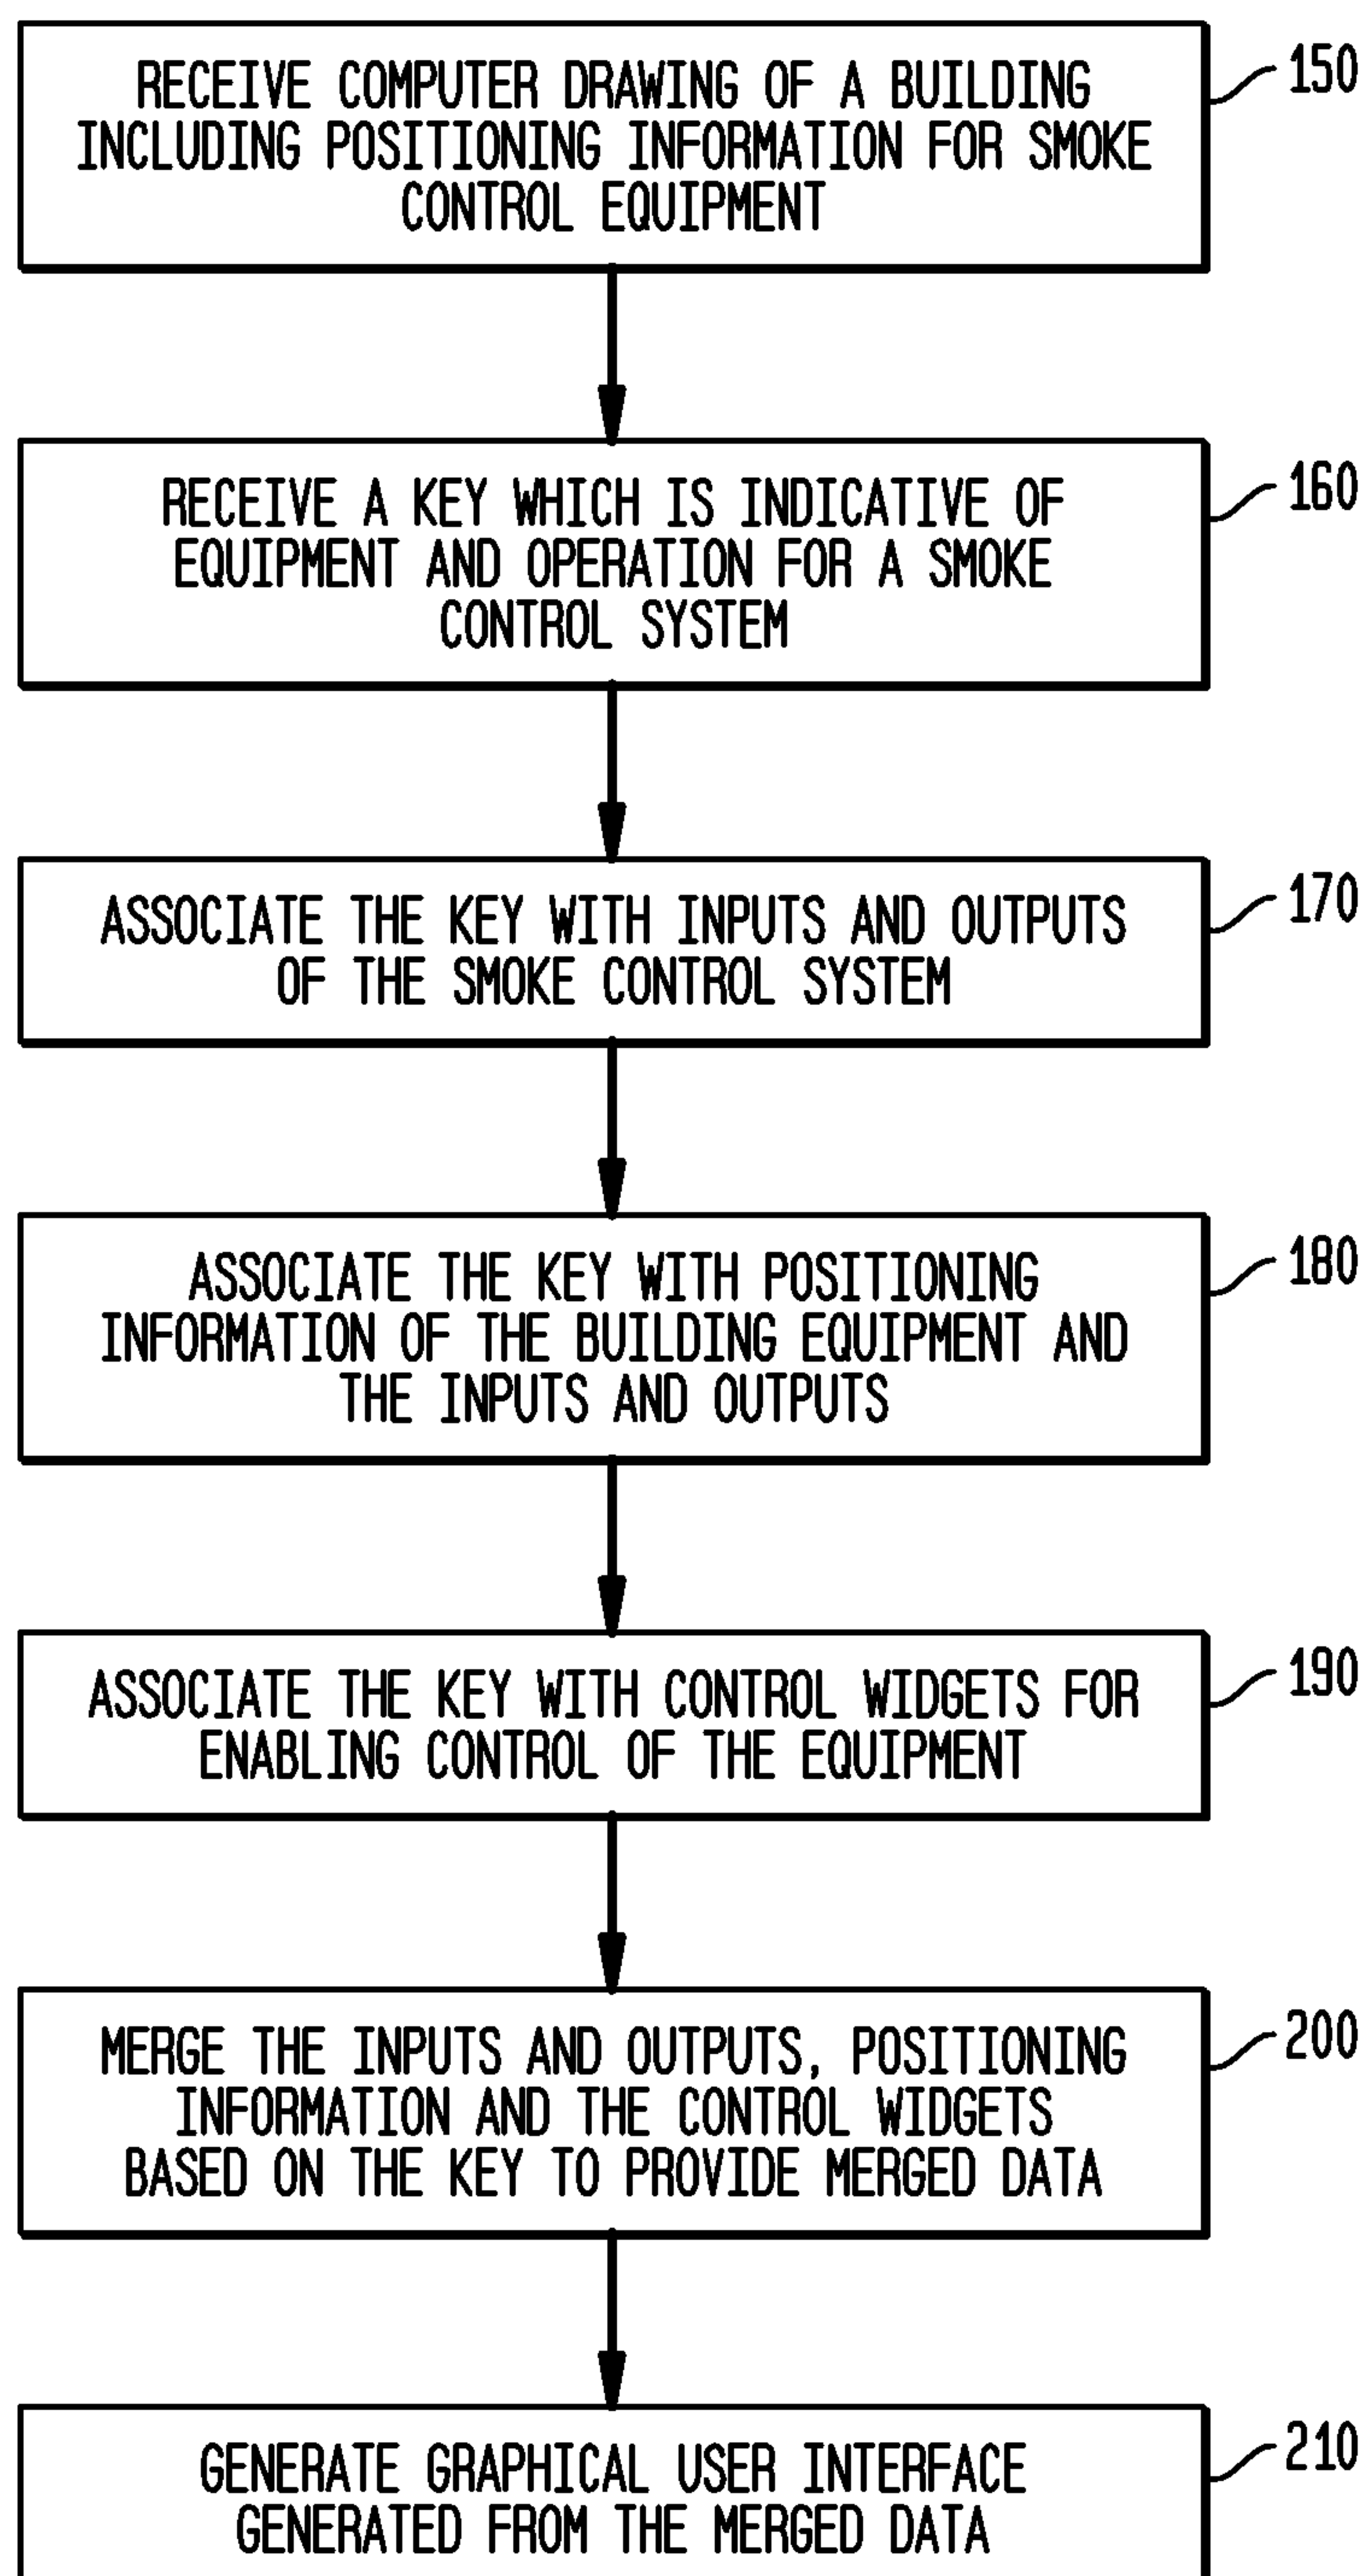 RECEIVE COMPUTER DRAWING OF A BUILDING
INCLUDING POSITIONING INFORMATION FOR SMOKE
CONTROL EQUIPMENT
150
RECEIVE A KEY WHICH IS INDICATIVE OF
EQUIPMENT AND OPERATION FOR A SMOKE
CONTROL SYSTEM
160
ASSOCIATE THE KEY WITH INPUTS AND OUTPUTS
OF THE SMOKE CONTROL SYSTEM
170
ASSOCIATE THE KEY WITH POSITIONING
INFORMATION OF THE BUILDING EQUIPMENT AND
THE INPUTS AND OUTPUTS
180
ASSOCIATE THE KEY WITH CONTROL WIDGETS FOR
ENABLING CONTROL OF THE EQUIPMENT
190
MERGE THE INPUTS AND OUTPUTS, POSITIONING
INFORMATION AND THE CONTROL WIDGETS
BASED ON THE KEY TO PROVIDE MERGED DATA
200
GENERATE GRAPHICAL USER INTERFACE
GENERATED FROM THE MERGED DATA
210